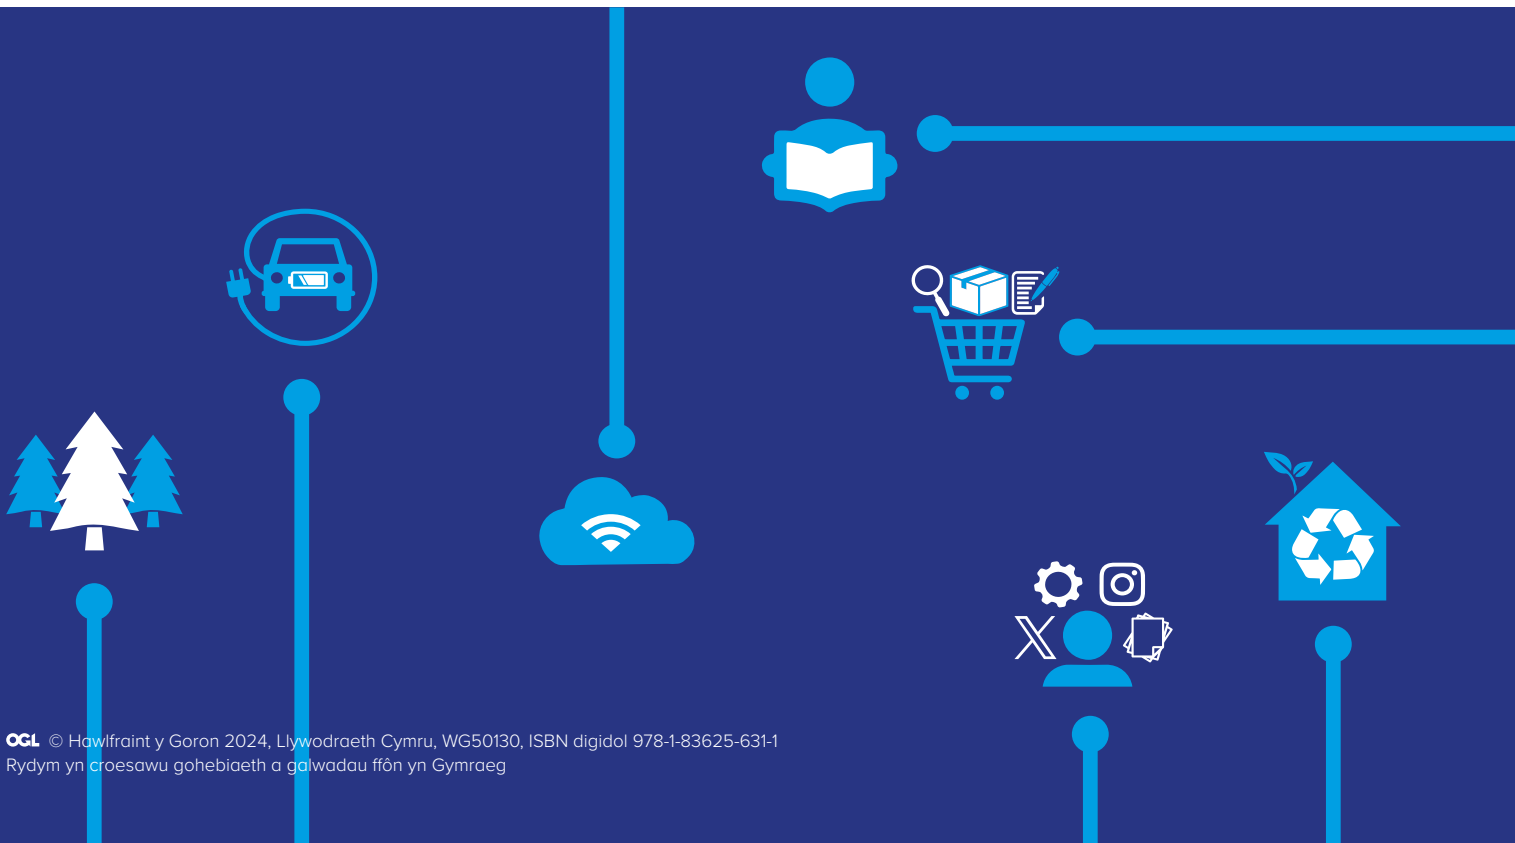 OGL © Hawlfraint y Goron 2024, Llywodraeth Cymru, WG50130, ISBN digidol 978-1-83625-631-1
Rydym yn croesawu gohebiaeth a galwadau ffôn yn Gymraeg